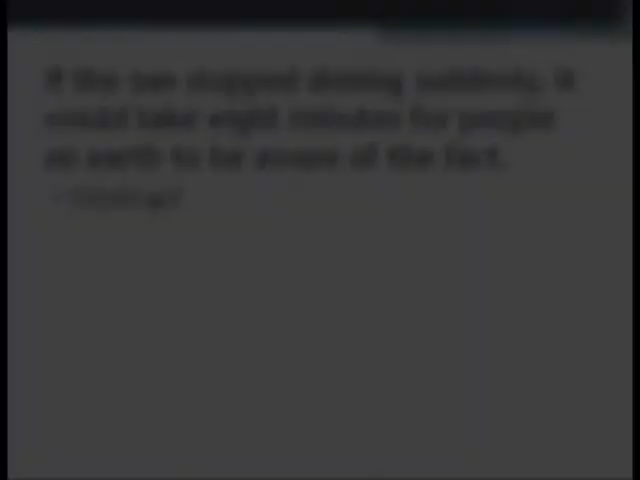 If the sun stopped shining suddenly, it
would take eight minutes for people
on earth to be aware of the fact.